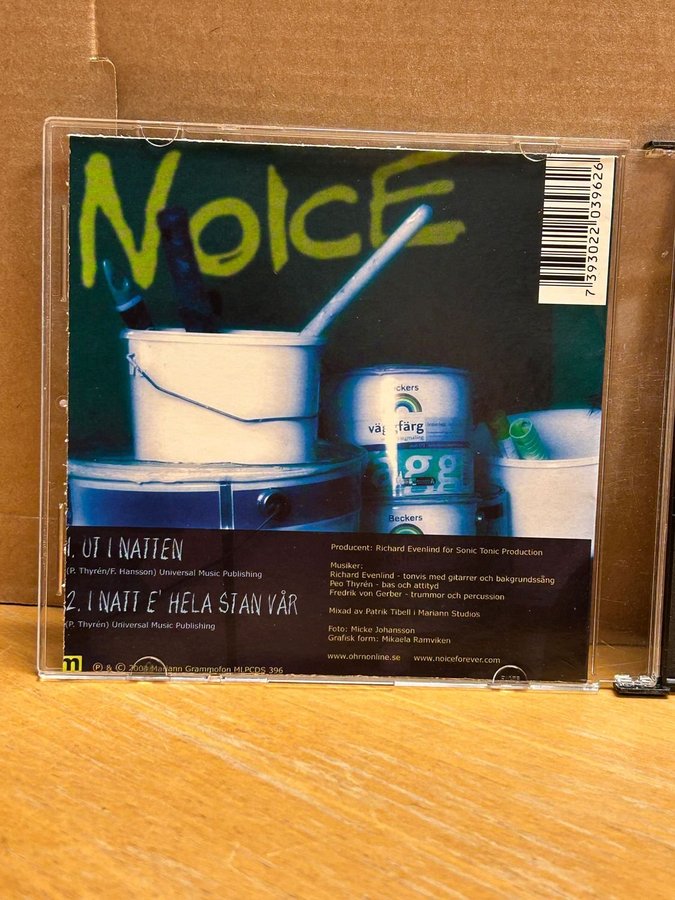 NOICE
7 393022 039626
Beckers
väggfärg
Beckers
1. UT I NATTEN
(P. Thyrén/F. Hansson) Universal Music Publishing
2. I NATT E' HELA STAN VÅR
(P. Thyrén) Universal Music Publishing
m
Ⓟ & © 2004 Mariann Grammofon MLPCDS 396
Producent: Richard Evenlind för Sonic Tonic Production
Musiker:
Richard Evenlind - tonvis med gitarrer och bakgrundssång
Peo Thyrén - bas och attityd
Fredrik von Gerber - trummor och percussion
Mixad av Patrik Tibell i Mariann Studios
Foto: Micke Johansson
Grafisk form: Mikaela Ramviken
www.ohrnonline.se www.noiceforever.com